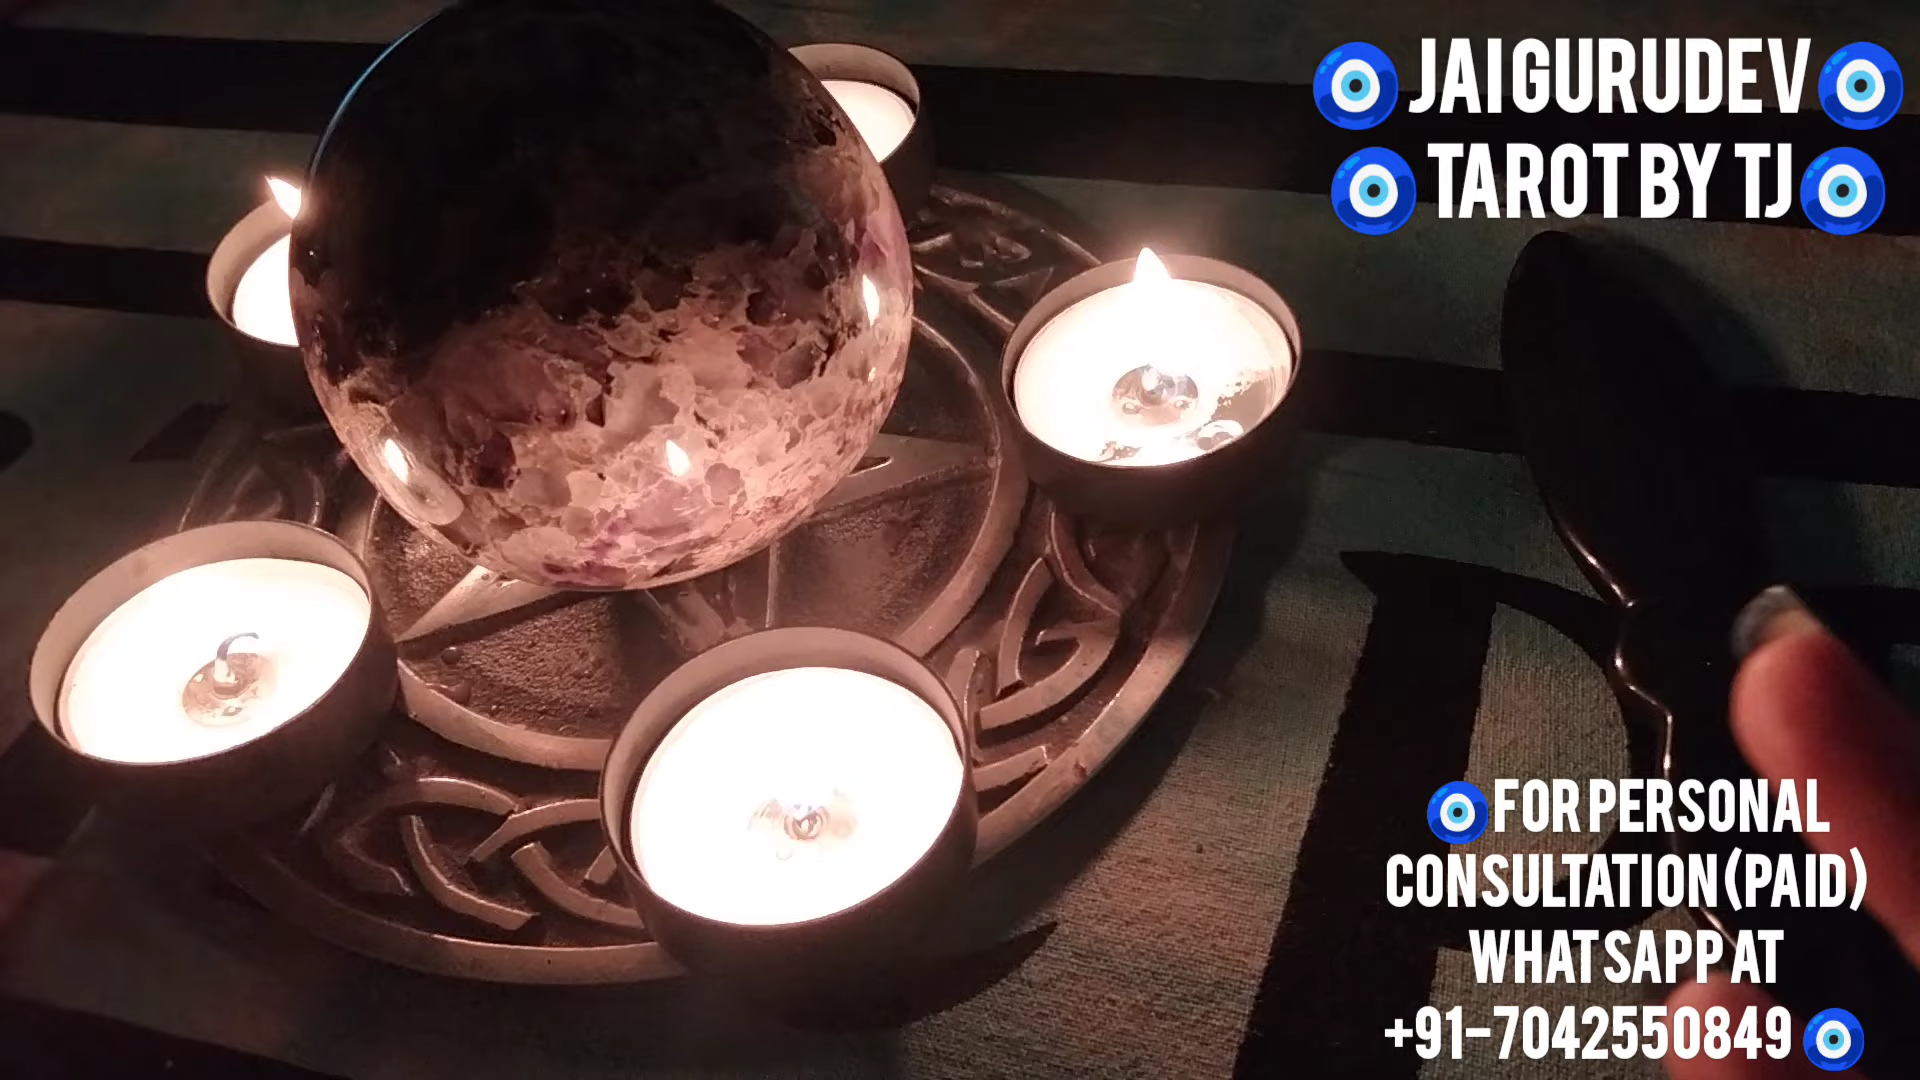 🧿JAI GURUDEV🧿
🧿TAROT BY TJ🧿
🧿FOR PERSONAL
CONSULTATION (PAID)
WHATSAPP AT
+91-7042550849🧿